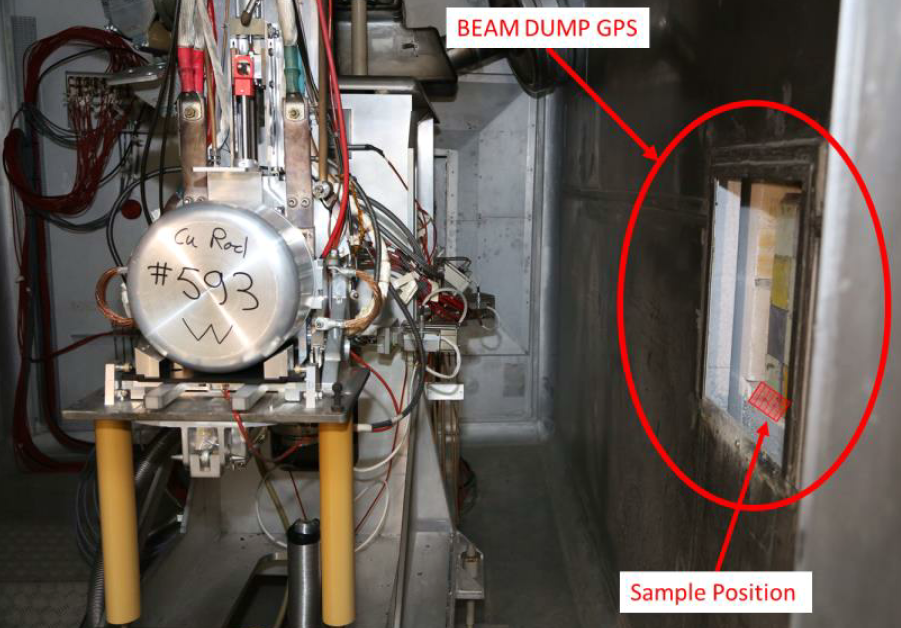 BEAM DUMP GPS
Cu Rod
#593
W
Sample Position